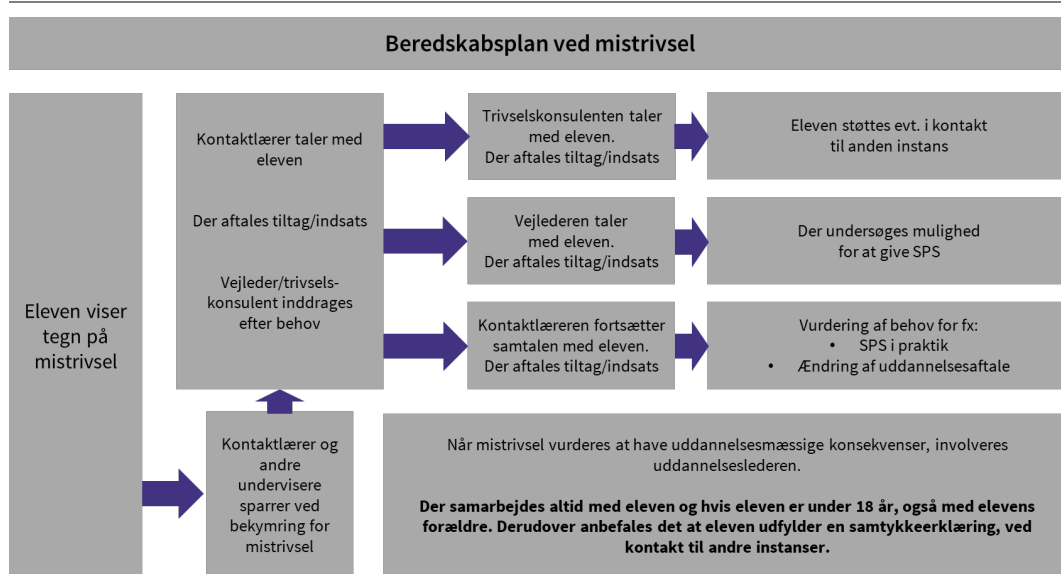 Beredskabsplan ved mistrivsel
Eleven viser
tegn på
mistrivsel
Kontaktlærer og
andre
undervisere
sparrer ved
bekymring for
mistrivsel
Kontaktlærer taler med
eleven
Der aftales tiltag/indsats
Vejleder/trivsels-
konsulent inddrages
efter behov
Trivselskonsulenten taler
med eleven.
Der aftales tiltag/indsats
Eleven støttes evt. i kontakt
til anden instans
Vejlederen taler
med eleven.
Der aftales tiltag/indsats
Der undersøges mulighed
for at give SPS
Kontaktlæreren fortsætter
samtalen med eleven.
Der aftales tiltag/indsats
Vurdering af behov for fx:
• SPS i praktik
• Ændring af uddannelsesaftale
Når mistrivsel vurderes at have uddannelsesmæssige konsekvenser, involveres
uddannelseslederen.
Der samarbejdes altid med eleven og hvis eleven er under 18 år, også med elevens
forældre. Derudover anbefales det at eleven udfylder en samtykkeerklæring, ved
kontakt til andre instanser.